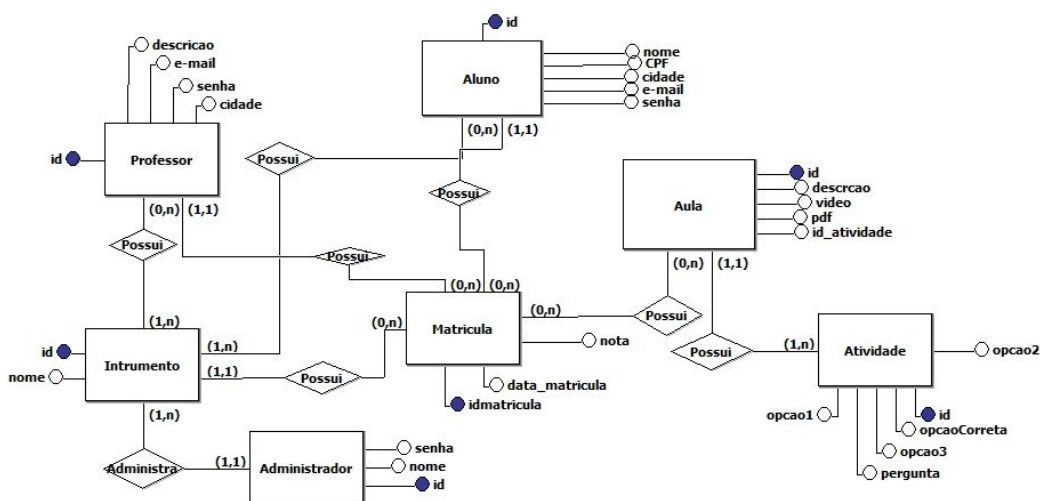 id
descricao
e-mail
senha
cidade
nome
CPF
cidade
e-mail
senha
Aluno
(0,n) (1,1)
id
Professor
Possui
Possui
Aula
id
descrcao
video
pdf
id_atividade
(0,n) (1,1)
Possui
Possui
(0,n) (1,1)
(0,n) (0,n)
(0,n)
Possui
(1,n)
(0,n)
Matricula
nota
Possui
(1,n)
Atividade
opcao2
id
nome
Intrumento
(1,n)
(1,1)
Possui
data_matricula
idmatricula
opcao1
id
opcaoCorreta
opcao3
pergunta
(1,n)
Administra
(1,1)
Administrador
senha
nome
id